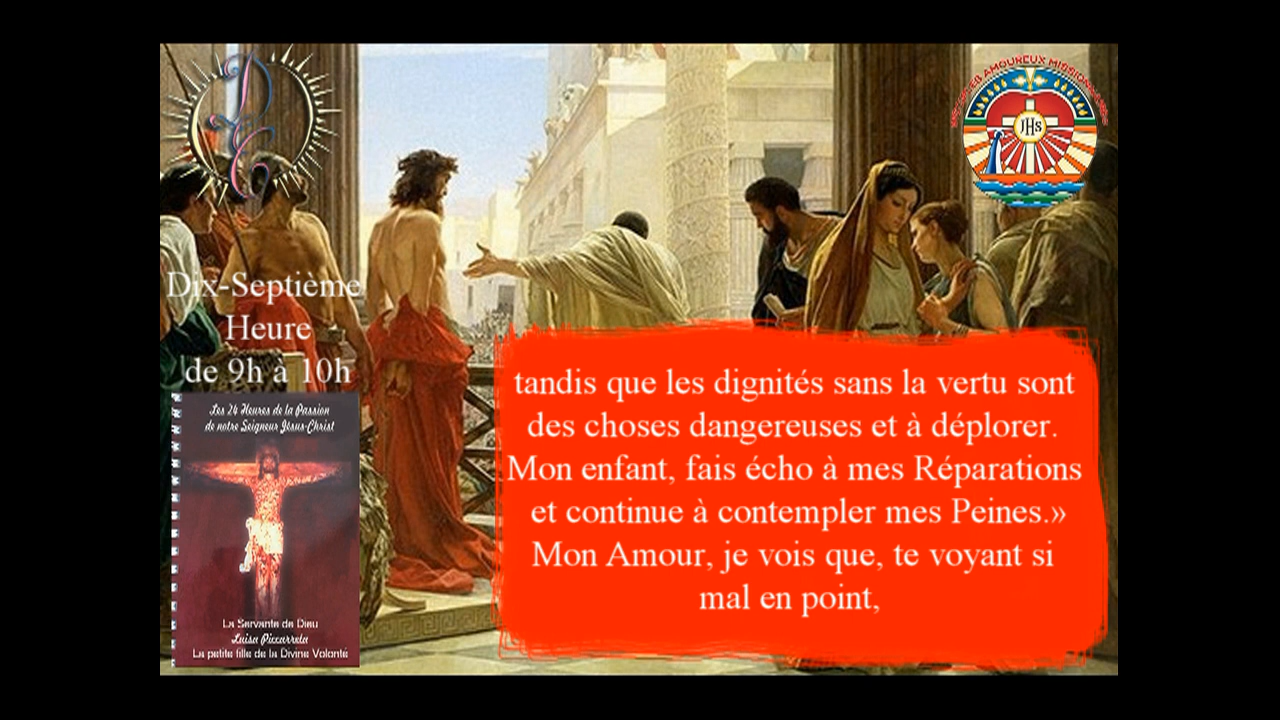 AMOUREUX MISSION
JHS
Dix-Septième
Heure
de 9h à 10h
Les 24 Heures de la Passion
de notre Seigneur Jésus-Christ
La Servante de Dieu
Luisa Piccarreta
La petite fille de la Divine Volonté
tandis que les dignités sans la vertu sont
des choses dangereuses et à déplorer.
Mon enfant, fais écho à mes Réparations
et continue à contempler mes Peines.»
Mon Amour, je vois que, te voyant si
mal en point,